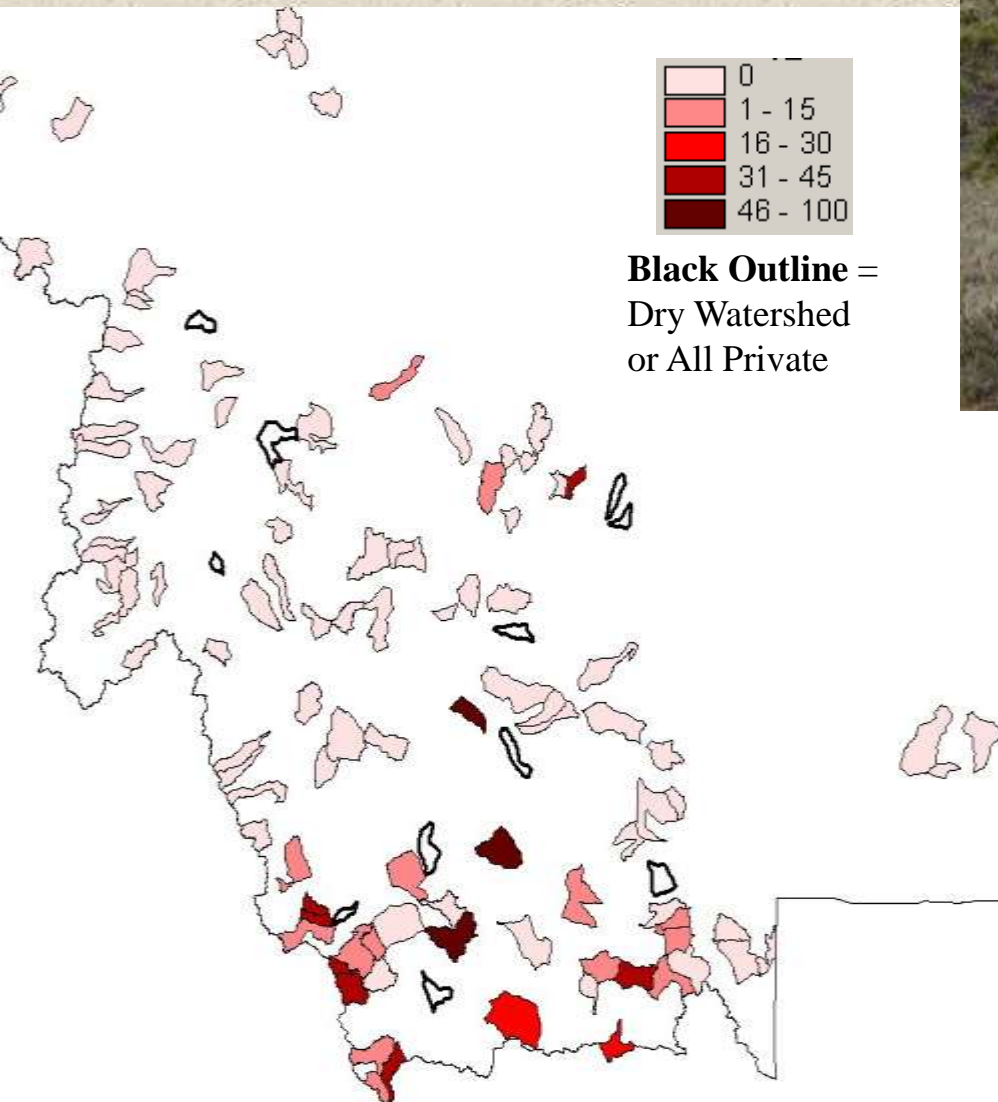 0
1 - 15
16 - 30
31 - 45
46 - 100
Black Outline =
Dry Watershed
or All Private